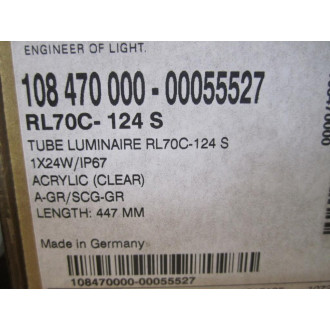 ENGINEER OF LIGHT.
108 470 000 - 00055527
RL70C- 124 S
TUBE LUMINAIRE RL70C-124 S
1X24W/IP67
ACRYLIC (CLEAR)
A-GR/SCG-GR
LENGTH: 447 MM
Made in Germany
108470000-00055527